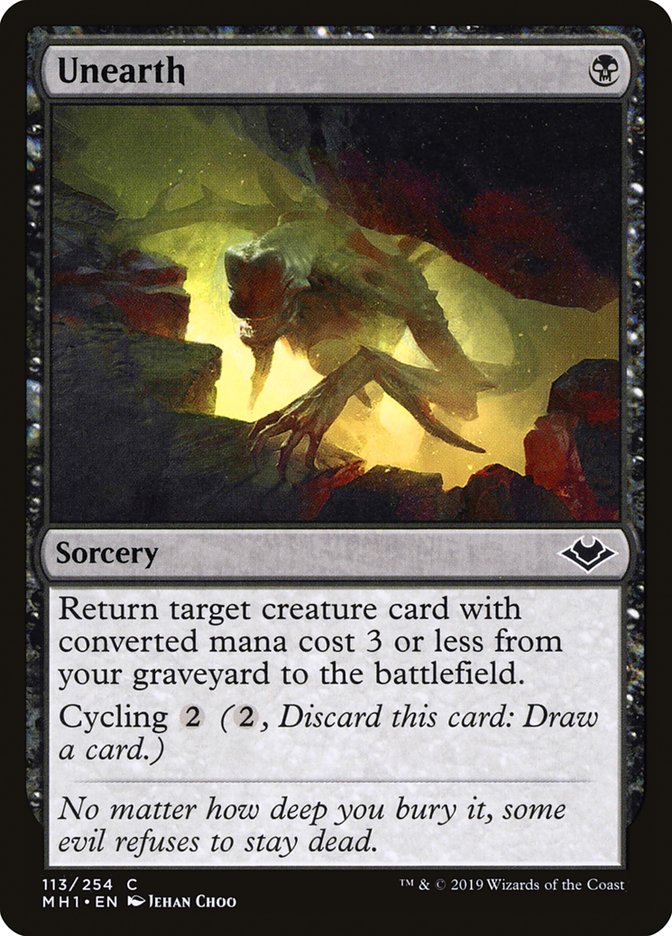 Unearth
Sorcery
Return target creature card with
converted mana cost 3 or less from
your graveyard to the battlefield.
Cycling 2 (2, Discard this card: Draw
a card.)
No matter how deep you bury it, some
evil refuses to stay dead.
113/254 C
™ & © 2019 Wizards of the Coast
MH1 • EN Jehan Choo